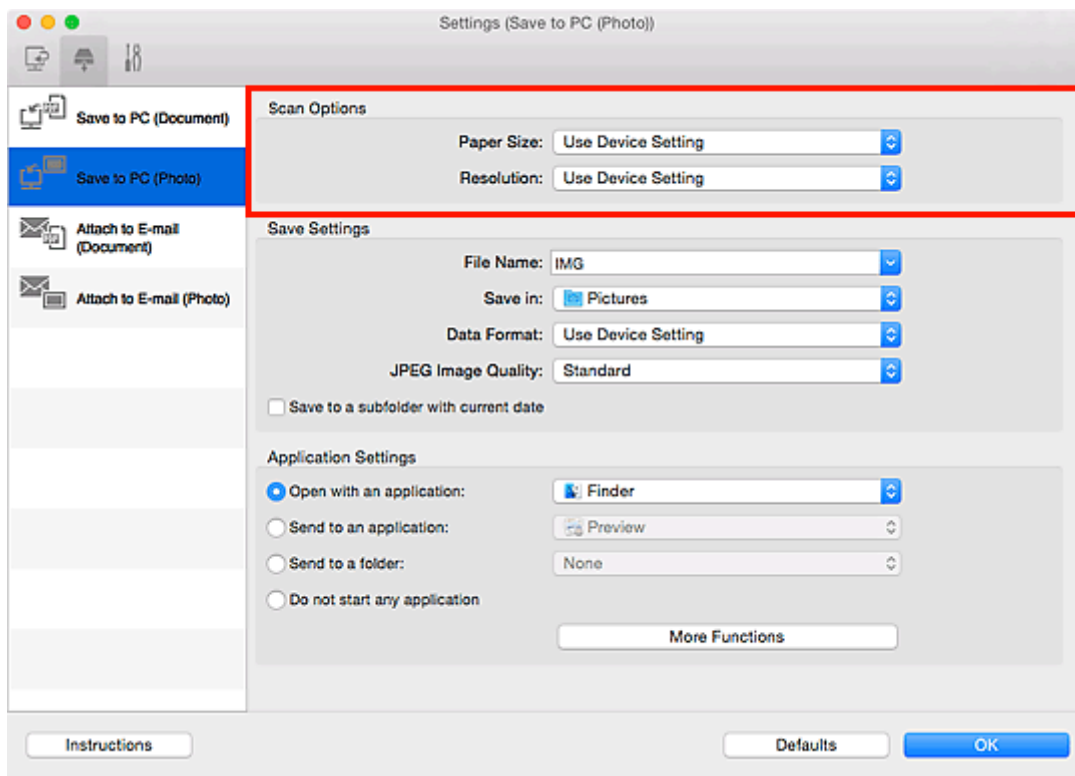 Settings (Save to PC (Photo))
Save to PC (Document)
Save to PC (Photo)
Attach to E-mail
(Document)
Attach to E-mail (Photo)
Scan Options
Paper Size: Use Device Setting
Resolution: Use Device Setting
Save Settings
File Name: IMG
Save in: Pictures
Data Format: Use Device Setting
JPEG Image Quality: Standard
Save to a subfolder with current date
Application Settings
Open with an application: Finder
Send to an application: Preview
Send to a folder: None
Do not start any application
More Functions
Instructions
Defaults
OK